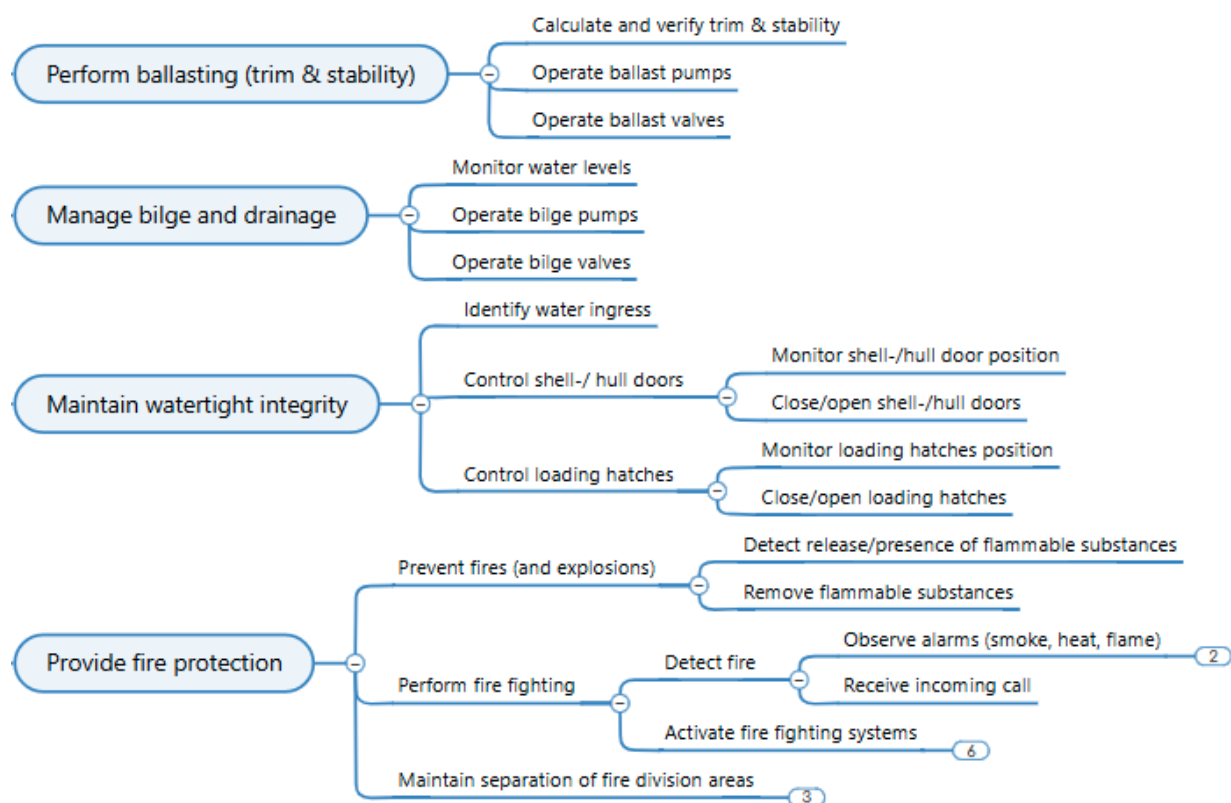 Perform ballasting (trim & stability)
Calculate and verify trim & stability
Operate ballast pumps
Operate ballast valves
Manage bilge and drainage
Monitor water levels
Operate bilge pumps
Operate bilge valves
Maintain watertight integrity
Identify water ingress
Control shell-/ hull doors
Monitor shell-/hull door position
Close/open shell-/hull doors
Control loading hatches
Monitor loading hatches position
Close/open loading hatches
Provide fire protection
Prevent fires (and explosions)
Detect release/presence of flammable substances
Remove flammable substances
Perform fire fighting
Detect fire
Observe alarms (smoke, heat, flame)
2
Receive incoming call
Activate fire fighting systems
6
Maintain separation of fire division areas
3